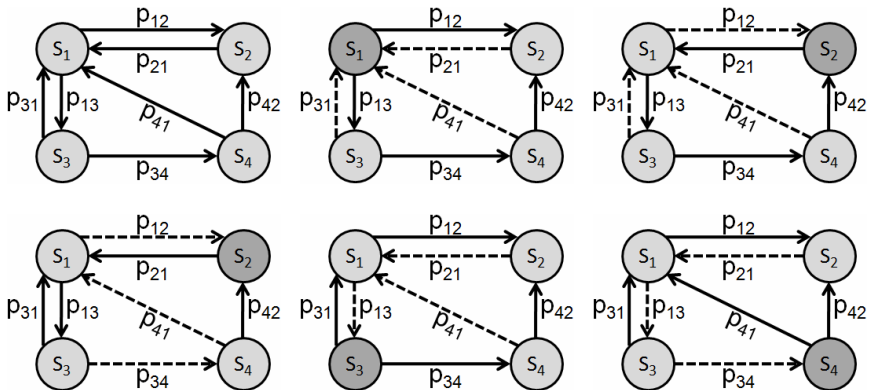 p12 p12 p12
S1 S2 S1 S2 S1 S2
p21 p21 p21
p31 p13 p41 p42 p31 p13 p41 p42 p31 p13 p41 p42
S3 S4 S3 S4 S3 S4
p34 p34 p34
p12 p12 p12
S1 S2 S1 S2 S1 S2
p21 p21 p21
p31 p13 p41 p42 p31 p13 p41 p42 p31 p13 p41 p42
S3 S4 S3 S4 S3 S4
p34 p34 p34